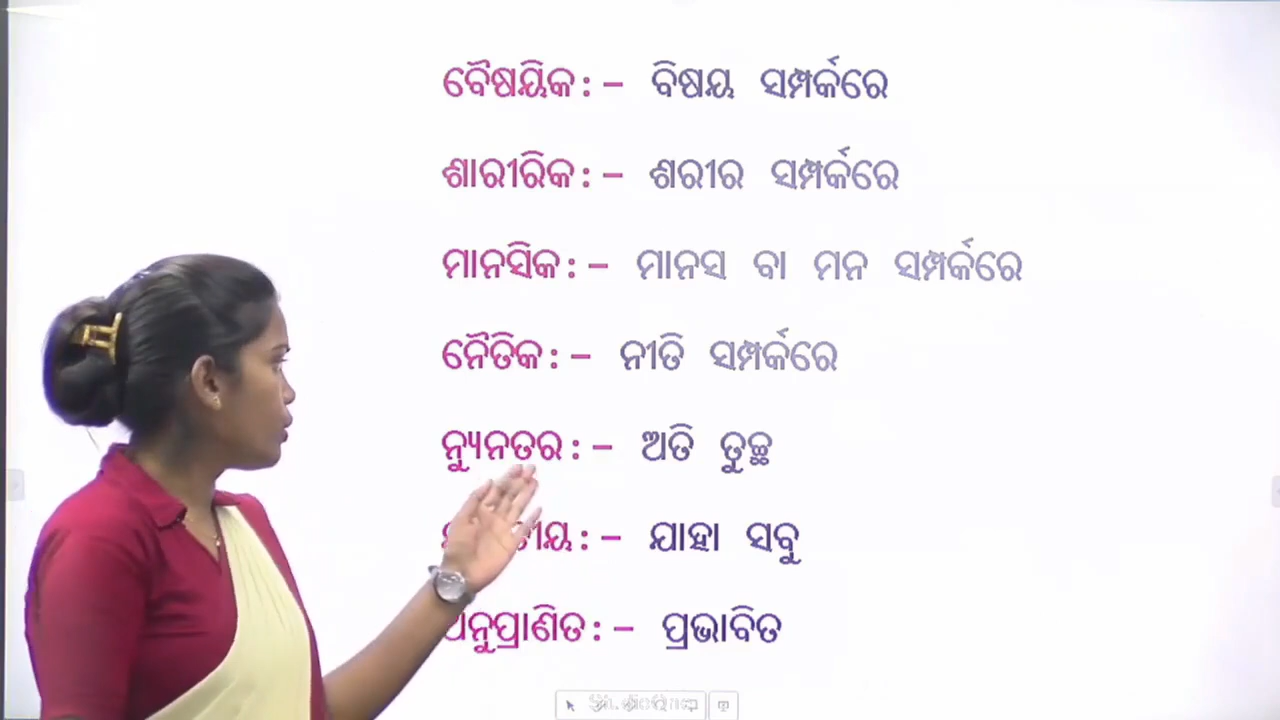 ବୈଷୟିକ:– ବିଷୟ ସମ୍ପର୍କରେ
ଶାରୀରିକ:– ଶରୀର ସମ୍ପର୍କରେ
ମାନସିକ:– ମାନସ ବା ମନ ସମ୍ପର୍କରେ
ନୈତିକ:– ନୀତି ସମ୍ପର୍କରେ
ନ୍ୟୁନତର:– ଅତି ତୁଚ୍ଛ
:– ଯାହା ସବୁ
ଅନୁପ୍ରାଣିତ:– ପ୍ରଭାବିତ